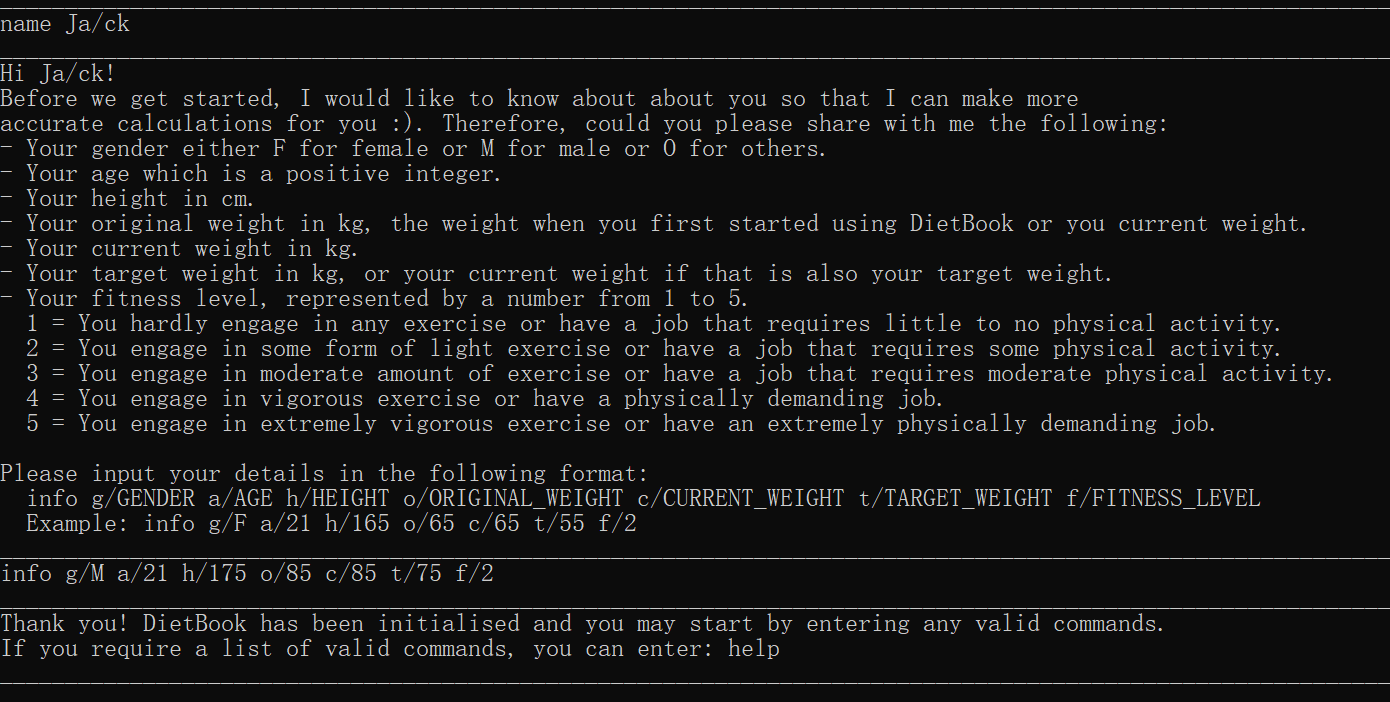 name Ja/ck
Hi Ja/ck!
Before we get started, I would like to know about about you so that I can make more
accurate calculations for you :). Therefore, could you please share with me the following:
- Your gender either F for female or M for male or O for others.
- Your age which is a positive integer.
- Your height in cm.
- Your original weight in kg, the weight when you first started using DietBook or you current weight.
- Your current weight in kg.
- Your target weight in kg, or your current weight if that is also your target weight.
- Your fitness level, represented by a number from 1 to 5.
  1 = You hardly engage in any exercise or have a job that requires little to no physical activity.
  2 = You engage in some form of light exercise or have a job that requires some physical activity.
  3 = You engage in moderate amount of exercise or have a job that requires moderate physical activity.
  4 = You engage in vigorous exercise or have a physically demanding job.
  5 = You engage in extremely vigorous exercise or have an extremely physically demanding job.
Please input your details in the following format:
  info g/GENDER a/AGE h/HEIGHT o/ORIGINAL_WEIGHT c/CURRENT_WEIGHT t/TARGET_WEIGHT f/FITNESS_LEVEL
  Example: info g/F a/21 h/165 o/65 c/65 t/55 f/2
info g/M a/21 h/175 o/85 c/85 t/75 f/2
Thank you! DietBook has been initialised and you may start by entering any valid commands.
If you require a list of valid commands, you can enter: help